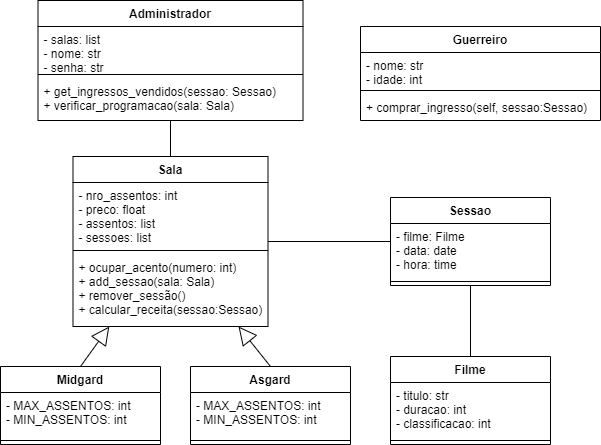 Administrador
- salas: list
- nome: str
- senha: str
+ get_ingressos_vendidos(sessao: Sessao)
+ verificar_programacao(sala: Sala)
Guerreiro
- nome: str
- idade: int
+ comprar_ingresso(self, sessao:Sessao)
Sala
- nro_assentos: int
- preco: float
- assentos: list
- sessoes: list
+ ocupar_acento(numero: int)
+ add_sessao(sala: Sala)
+ remover_sessão()
+ calcular_receita(sessao:Sessao)
Sessao
- filme: Filme
- data: date
- hora: time
Midgard
- MAX_ASSENTOS: int
- MIN_ASSENTOS: int
Asgard
- MAX_ASSENTOS: int
- MIN_ASSENTOS: int
Filme
- titulo: str
- duracao: int
- classificacao: int